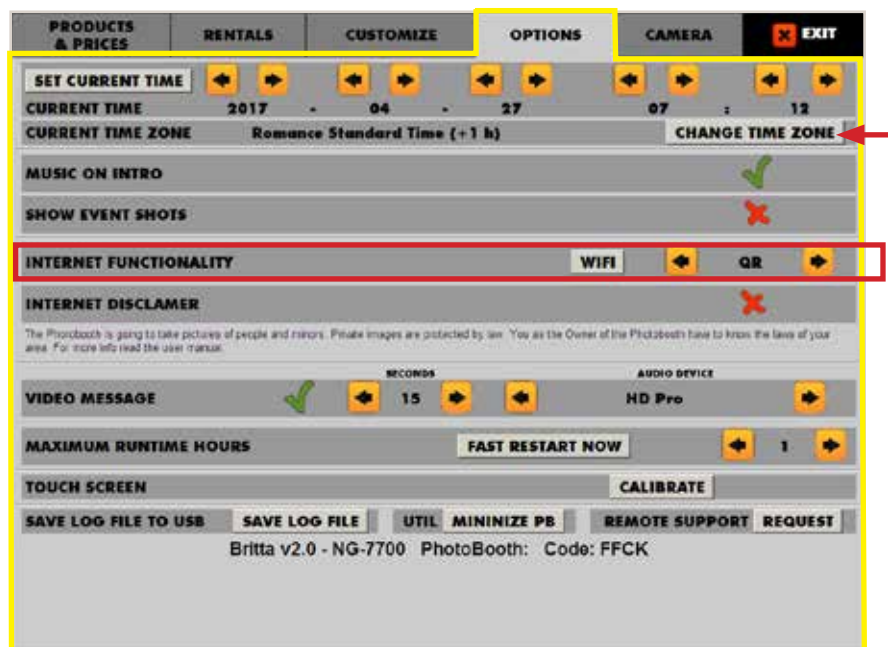 PRODUCTS & PRICES RENTALS CUSTOMIZE OPTIONS CAMERA EXIT
SET CURRENT TIME
CURRENT TIME 2017 - 04 - 27 07 : 12
CURRENT TIME ZONE Romance Standard Time (+1 h) CHANGE TIME ZONE
MUSIC ON INTRO
SHOW EVENT SHOTS
INTERNET FUNCTIONALITY WIFI QR
INTERNET DISCLAMER
The Photobooth is going to take pictures of people and minors. Private images are protected by law. You as the Owner of the Photobooth have to know the laws of your
area. For more info read the user manual.
SECONDS AUDIO DEVICE
VIDEO MESSAGE 15 HD Pro
MAXIMUM RUNTIME HOURS FAST RESTART NOW 1
TOUCH SCREEN CALIBRATE
SAVE LOG FILE TO USB SAVE LOG FILE UTIL MININIZE PB REMOTE SUPPORT REQUEST
Britta v2.0 - NG-7700 PhotoBooth: Code: FFCK